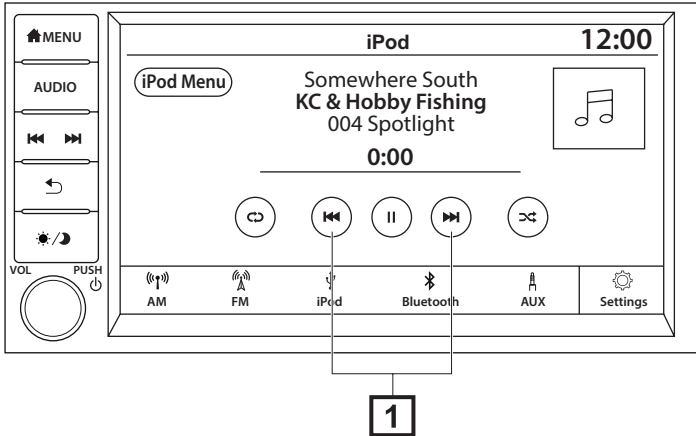 MENU
AUDIO
VOL PUSH
iPod 12:00
iPod Menu
Somewhere South
KC & Hobby Fishing
004 Spotlight
0:00
AM FM iPod Bluetooth AUX Settings
1